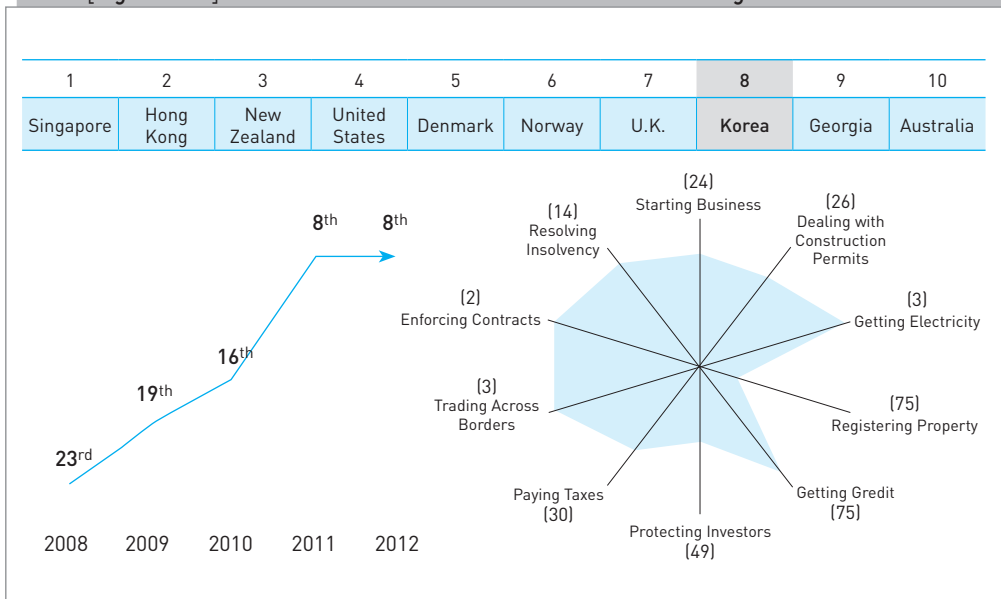 1 2 3 4 5 6 7 8 9 10
Singapore Hong Kong New Zealand United States Denmark Norway U.K. Korea Georgia Australia
23rd
19th
16th
8th
8th
2008 2009 2010 2011 2012
(24)
Starting Business
(26)
Dealing with
Construction
Permits
(3)
Getting Electricity
(75)
Registering Property
Getting Gredit
(75)
Protecting Investors
(49)
Paying Taxes
(30)
(3)
Trading Across
Borders
(2)
Enforcing Contracts
(14)
Resolving
Insolvency